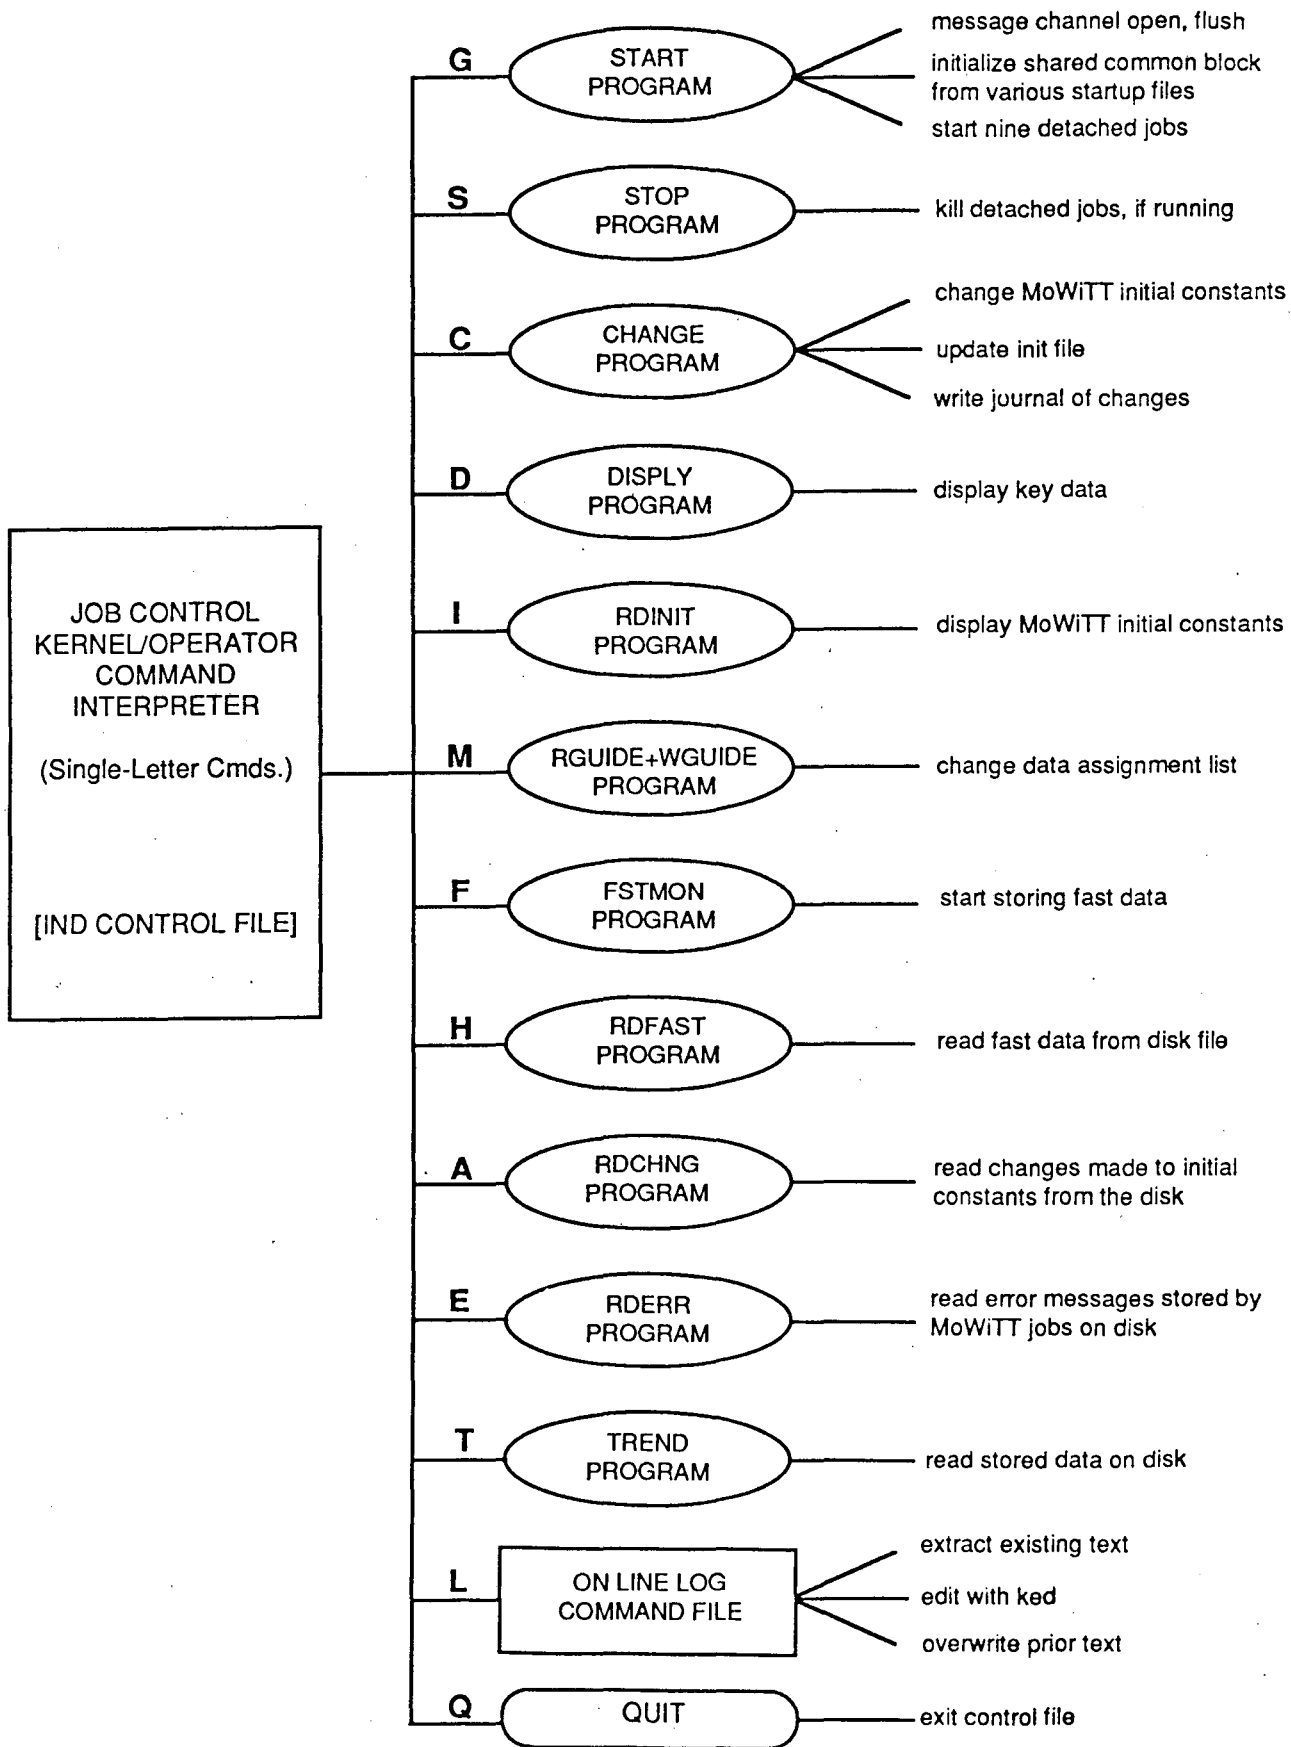 JOB CONTROL
KERNEL/OPERATOR
COMMAND
INTERPRETER
(Single-Letter Cmds.)
[IND CONTROL FILE]
G
START
PROGRAM
message channel open, flush
initialize shared common block
from various startup files
start nine detached jobs
S
STOP
PROGRAM
kill detached jobs, if running
C
CHANGE
PROGRAM
change MoWiTT initial constants
update init file
write journal of changes
D
DISPLY
PROGRAM
display key data
I
RDINIT
PROGRAM
display MoWiTT initial constants
M
RGUIDE+WGUIDE
PROGRAM
change data assignment list
F
FSTMON
PROGRAM
start storing fast data
H
RDFAST
PROGRAM
read fast data from disk file
A
RDCHNG
PROGRAM
read changes made to initial
constants from the disk
E
RDERR
PROGRAM
read error messages stored by
MoWiTT jobs on disk
T
TREND
PROGRAM
read stored data on disk
L
ON LINE LOG
COMMAND FILE
extract existing text
edit with ked
overwrite prior text
Q
QUIT
exit control file